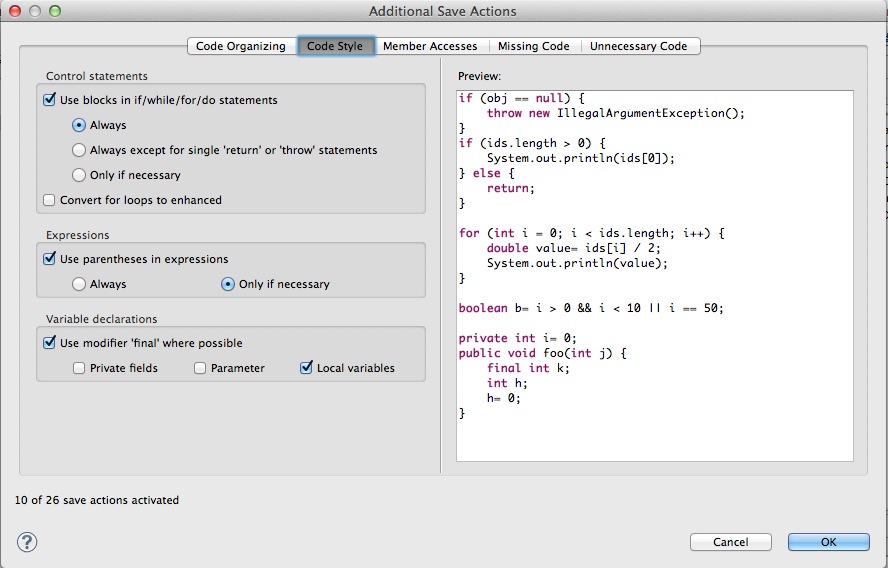 Additional Save Actions
Code Organizing Code Style Member Accesses Missing Code Unnecessary Code
Control statements
Use blocks in if/while/for/do statements
Always
Always except for single 'return' or 'throw' statements
Only if necessary
Convert for loops to enhanced
Expressions
Use parentheses in expressions
Always Only if necessary
Variable declarations
Use modifier 'final' where possible
Private fields Parameter Local variables
Preview:
if (obj == null) {
    throw new IllegalArgumentException();
}
if (ids.length > 0) {
    System.out.println(ids[0]);
} else {
    return;
}

for (int i = 0; i < ids.length; i++) {
    double value= ids[i] / 2;
    System.out.println(value);
}

boolean b= i > 0 && i < 10 || i == 50;

private int i= 0;
public void foo(int j) {
    final int k;
    int h;
    h= 0;
}
10 of 26 save actions activated
?
Cancel OK